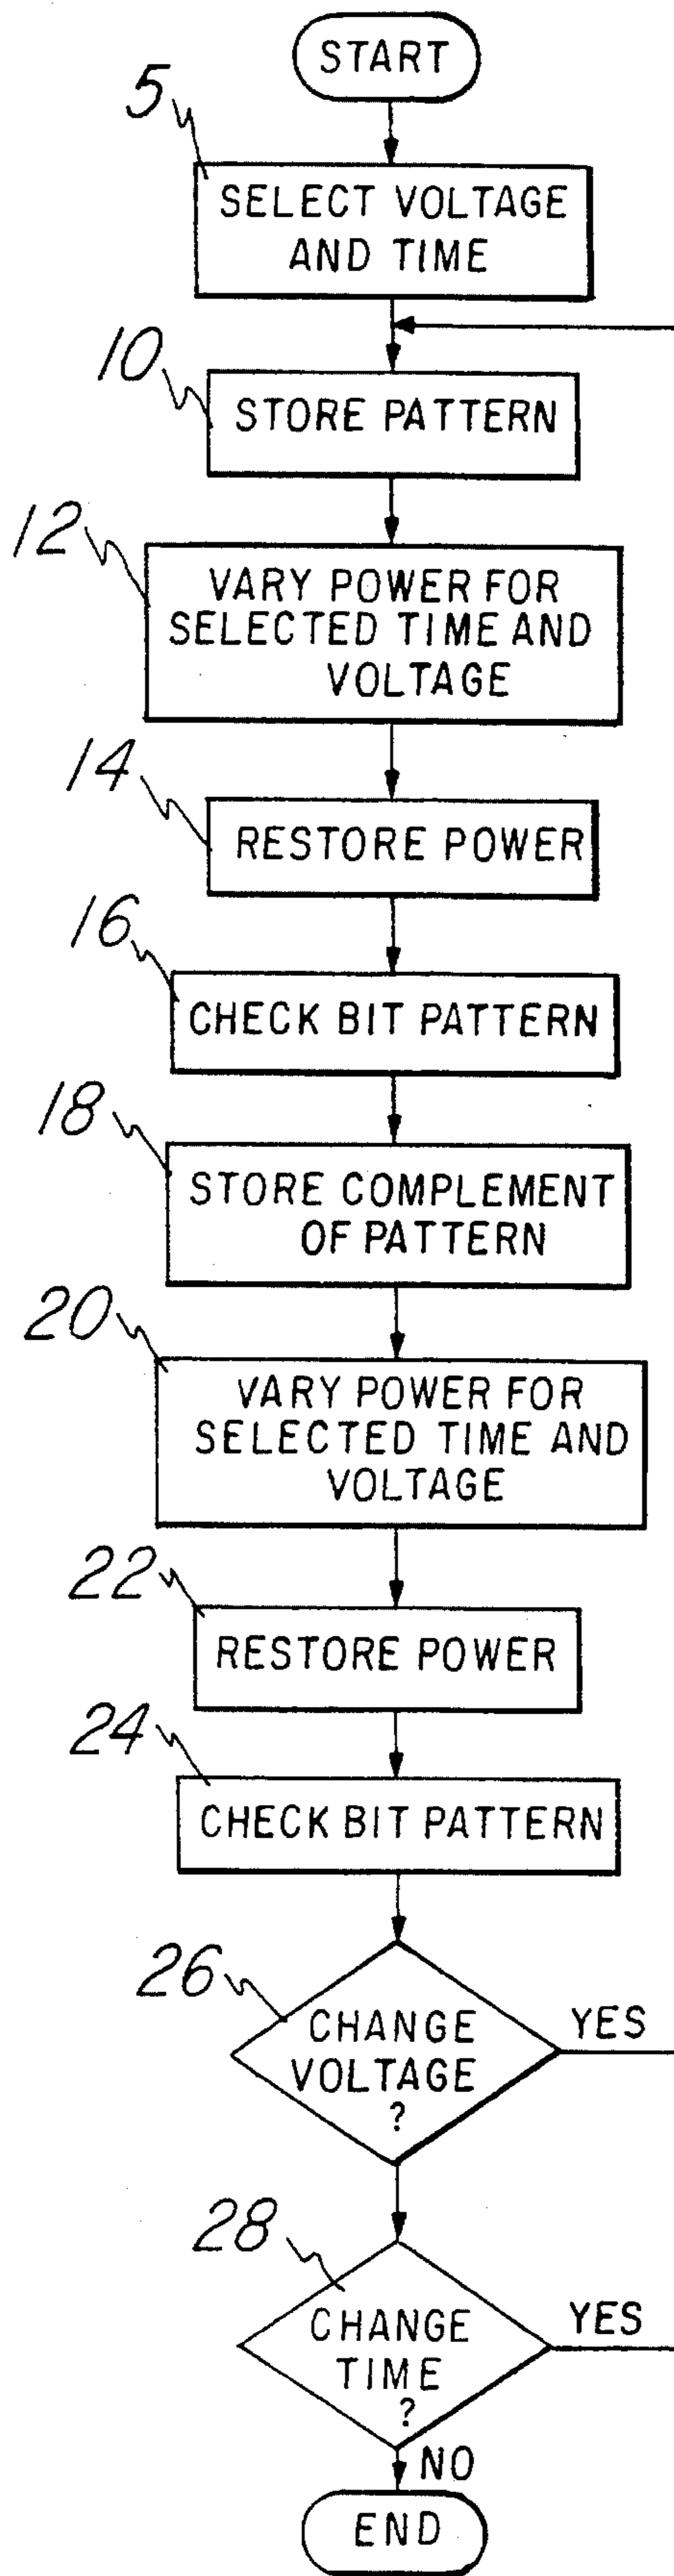 START
5
SELECT VOLTAGE
AND TIME
10
STORE PATTERN
12
VARY POWER FOR
SELECTED TIME AND
VOLTAGE
14
RESTORE POWER
16
CHECK BIT PATTERN
18
STORE COMPLEMENT
OF PATTERN
20
VARY POWER FOR
SELECTED TIME AND
VOLTAGE
22
RESTORE POWER
24
CHECK BIT PATTERN
26
CHANGE
VOLTAGE
?
YES
28
CHANGE
TIME
?
YES
NO
END